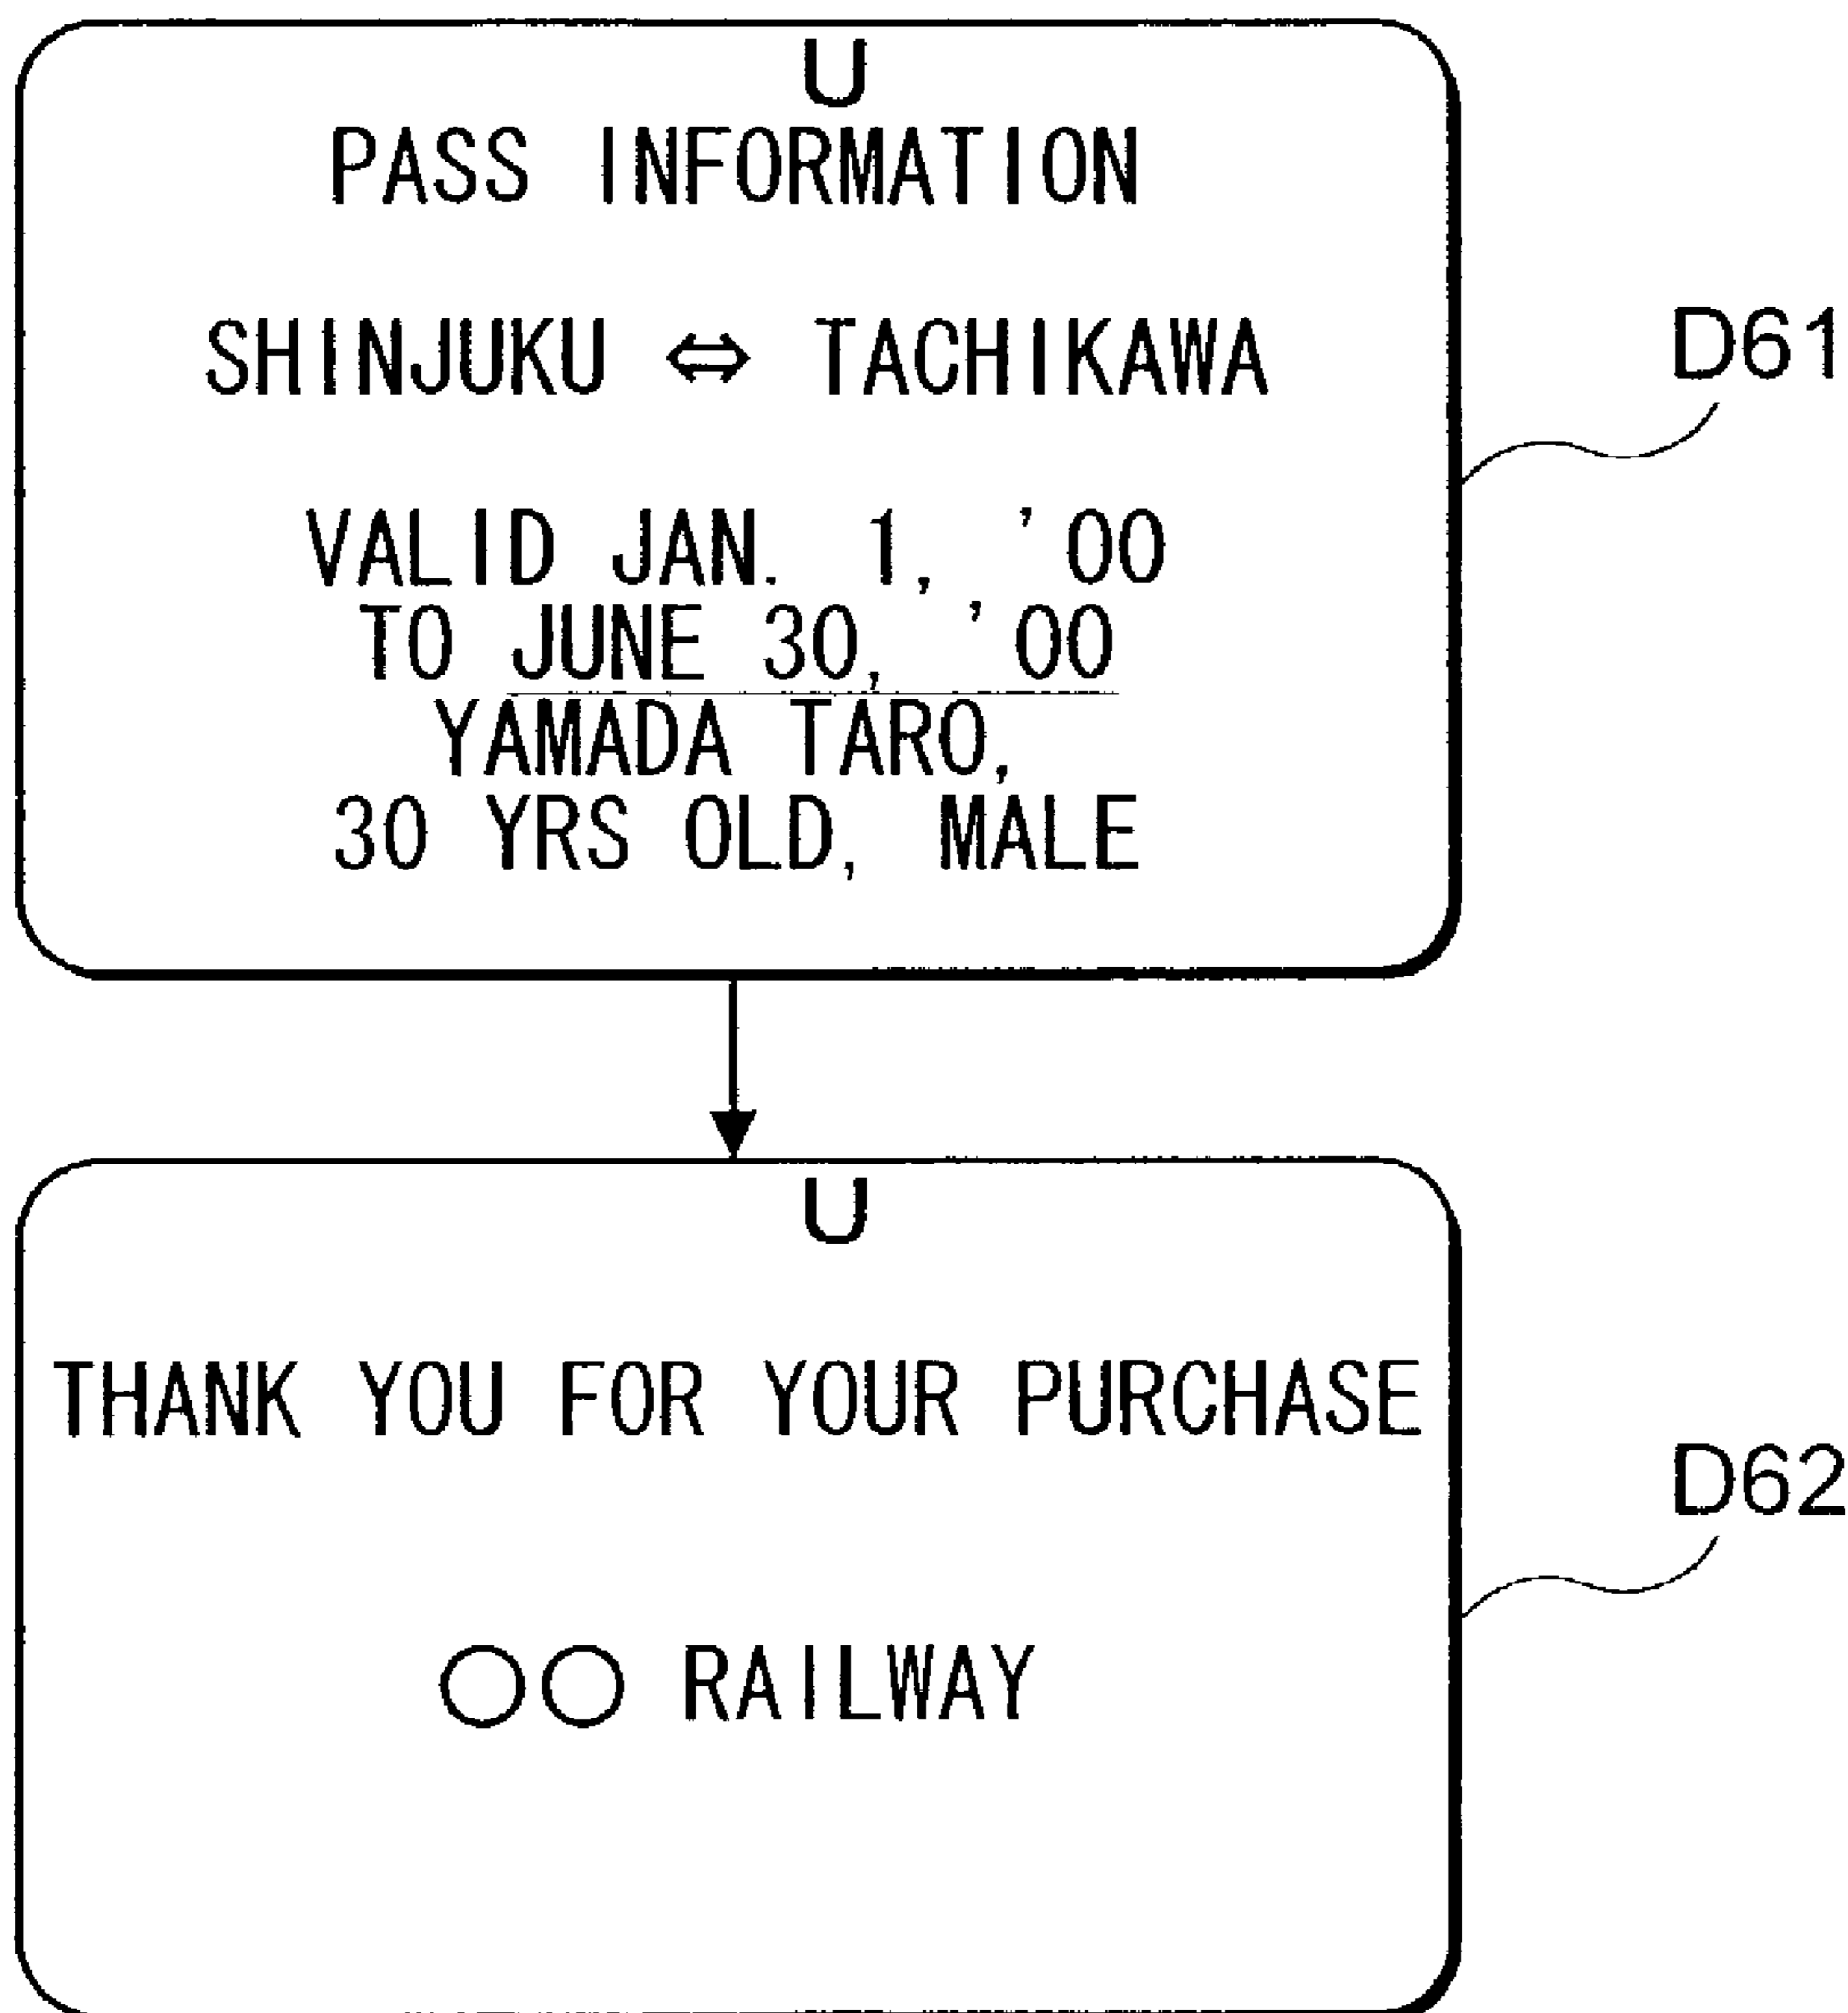 U
PASS INFORMATION
SHINJUKU ⇔ TACHIKAWA
D61
VALID JAN. 1, '00
TO JUNE 30, '00
YAMADA TARO,
30 YRS OLD, MALE
U
THANK YOU FOR YOUR PURCHASE
D62
○○ RAILWAY